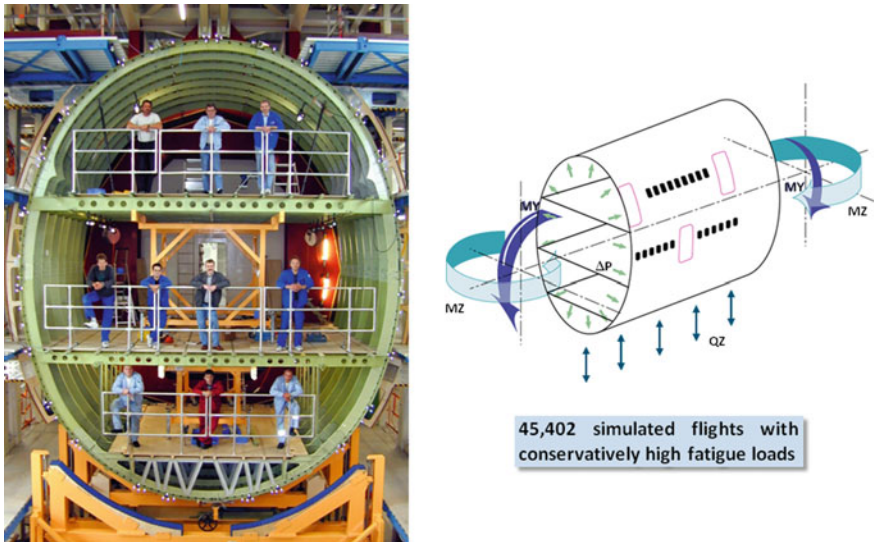 MY
MZ
MY
ΔP
MZ
QZ
45,402 simulated flights with
conservatively high fatigue loads